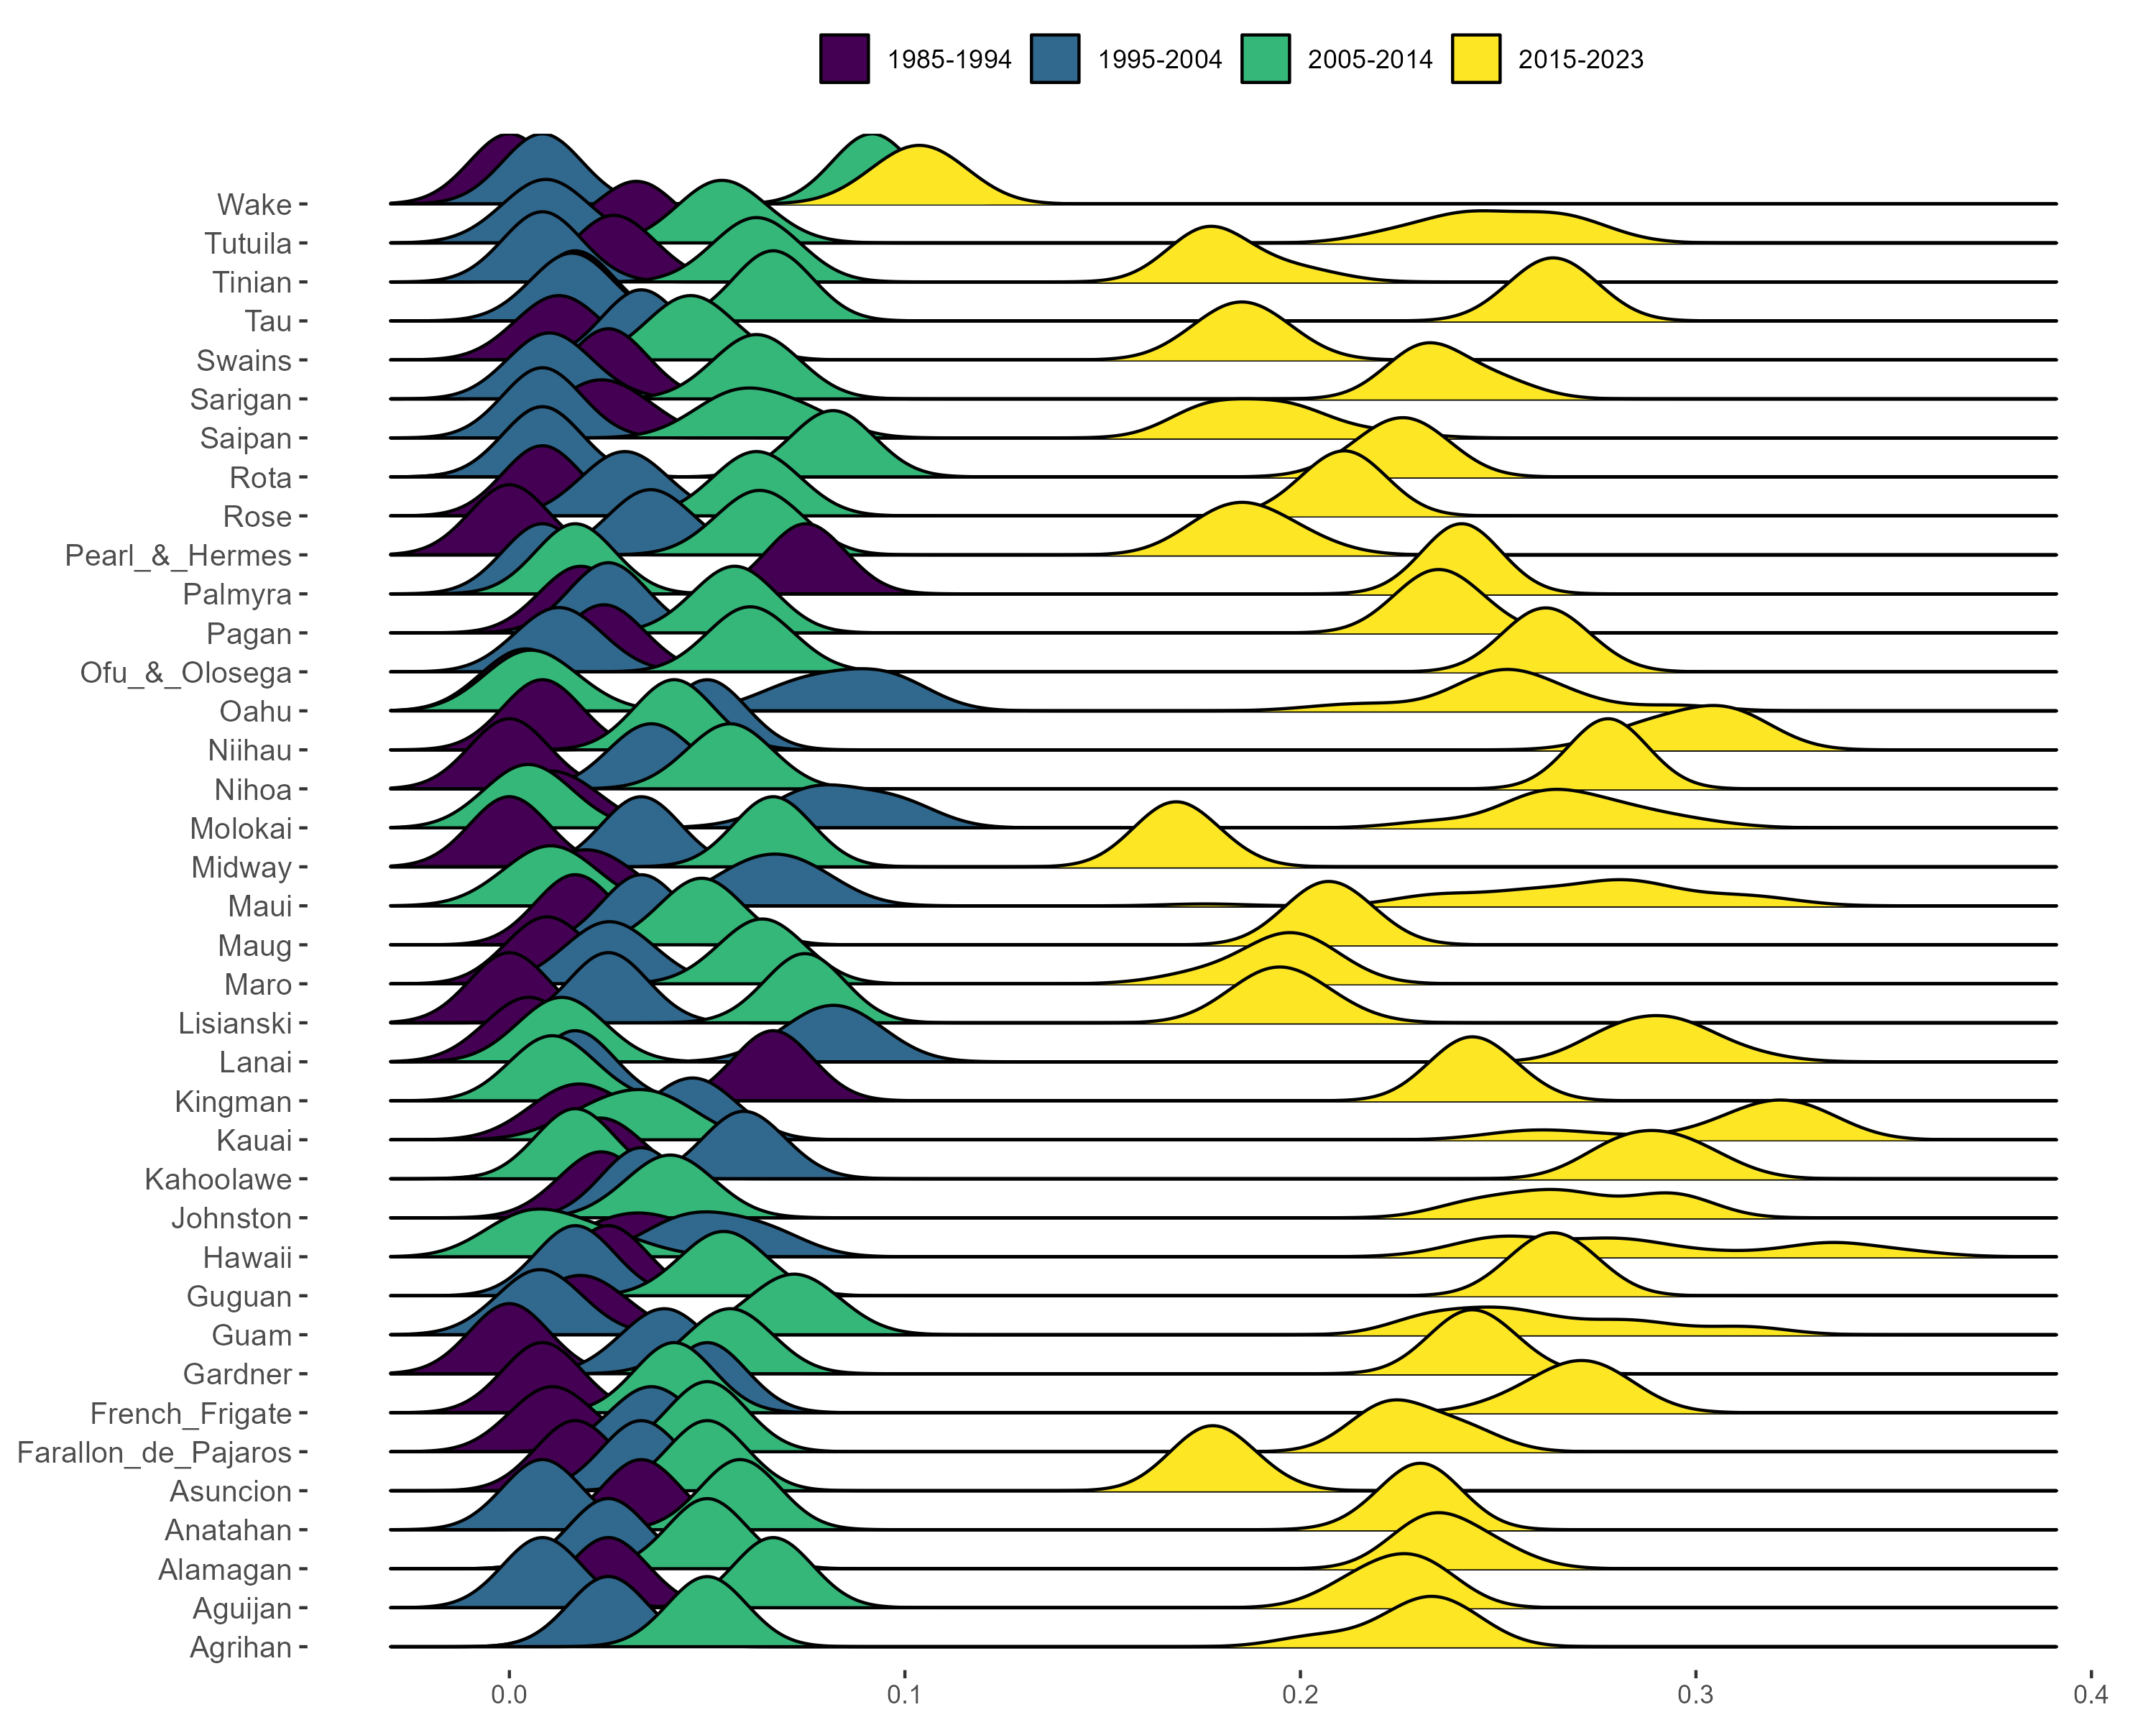 1985-1994 1995-2004 2005-2014 2015-2023
Wake
Tutuila
Tinian
Tau
Swains
Sarigan
Saipan
Rota
Rose
Pearl_&_Hermes
Palmyra
Pagan
Ofu_&_Olosega
Oahu
Niihau
Nihoa
Molokai
Midway
Maui
Maug
Maro
Lisianski
Lanai
Kingman
Kauai
Kahoolawe
Johnston
Hawaii
Guguan
Guam
Gardner
French_Frigate
Farallon_de_Pajaros
Asuncion
Anatahan
Alamagan
Aguijan
Agrihan
0.0 0.1 0.2 0.3 0.4